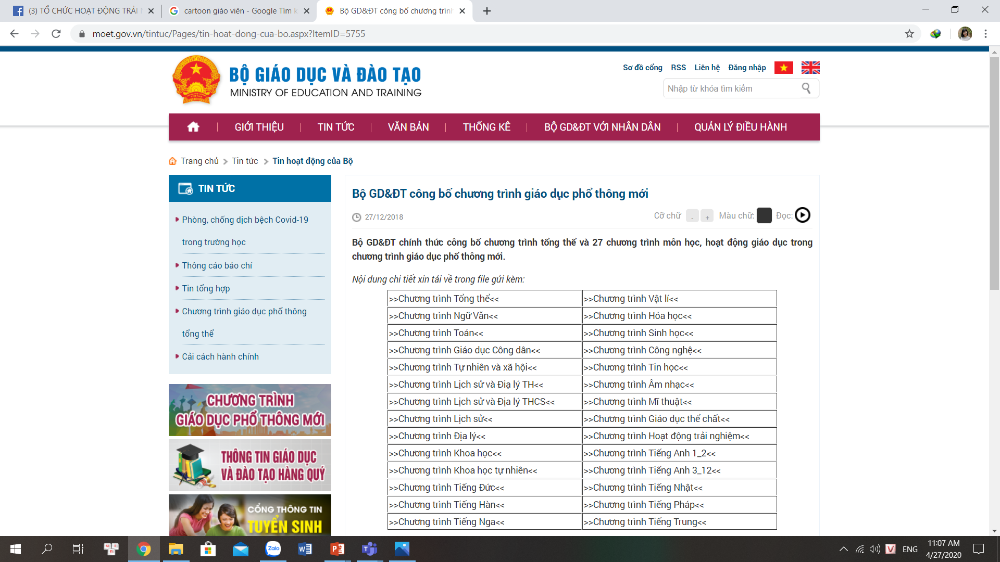 (3) TỔ CHỨC HOẠT ĐỘNG TRẢI
cartoon giáo viên - Google Tìm k
Bộ GD&ĐT công bố chương trình
moet.gov.vn/tintuc/Pages/tin-hoat-dong-cua-bo.aspx?ItemID=5755
BỘ GIÁO DỤC VÀ ĐÀO TẠO
MINISTRY OF EDUCATION AND TRAINING
Sơ đồ cổng RSS Liên hệ Đăng nhập
Nhập từ khóa tìm kiếm
GIỚI THIỆU TIN TỨC VĂN BẢN THỐNG KÊ BỘ GD&ĐT VỚI NHÂN DÂN QUẢN LÝ ĐIỀU HÀNH
Trang chủ Tin tức Tin hoạt động của Bộ
TIN TỨC
Phòng, chống dịch bệch Covid-19
trong trường học
Thông cáo báo chí
Tin tổng hợp
Chương trình giáo dục phổ thông
tổng thể
Cải cách hành chính
CHƯƠNG TRÌNH
GIÁO DỤC PHỔ THÔNG MỚI
THÔNG TIN GIÁO DỤC
VÀ ĐÀO TẠO HÀNG QUÝ
CỔNG THÔNG TIN
TUYỂN SINH
Bộ GD&ĐT công bố chương trình giáo dục phổ thông mới
27/12/2018
Cỡ chữ - + Màu chữ: Đọc:
Bộ GD&ĐT chính thức công bố chương trình tổng thể và 27 chương trình môn học, hoạt động giáo dục trong
chương trình giáo dục phổ thông mới.
Nội dung chi tiết xin tải về trong file gửi kèm:
>>Chương trình Tổng thể<< >>Chương trình Vật lí<<
>>Chương trình Ngữ Văn<< >>Chương trình Hóa học<<
>>Chương trình Toán<< >>Chương trình Sinh học<<
>>Chương trình Giáo dục Công dân<< >>Chương trình Công nghệ<<
>>Chương trình Tự nhiên và xã hội<< >>Chương trình Tin học<<
>>Chương trình Lịch sử và Địa lý TH<< >>Chương trình Âm nhạc<<
>>Chương trình Lịch sử và Địa lý THCS<< >>Chương trình Mĩ thuật<<
>>Chương trình Lịch sử<< >>Chương trình Giáo dục thể chất<<
>>Chương trình Địa lý<< >>Chương trình Hoạt động trải nghiệm<<
>>Chương trình Khoa học<< >>Chương trình Tiếng Anh 1_2<<
>>Chương trình Khoa học tự nhiên<< >>Chương trình Tiếng Anh 3_12<<
>>Chương trình Tiếng Đức<< >>Chương trình Tiếng Nhật<<
>>Chương trình Tiếng Hàn<< >>Chương trình Tiếng Pháp<<
>>Chương trình Tiếng Nga<< >>Chương trình Tiếng Trung<<
Zalo
ENG
11:07 AM
4/27/2020